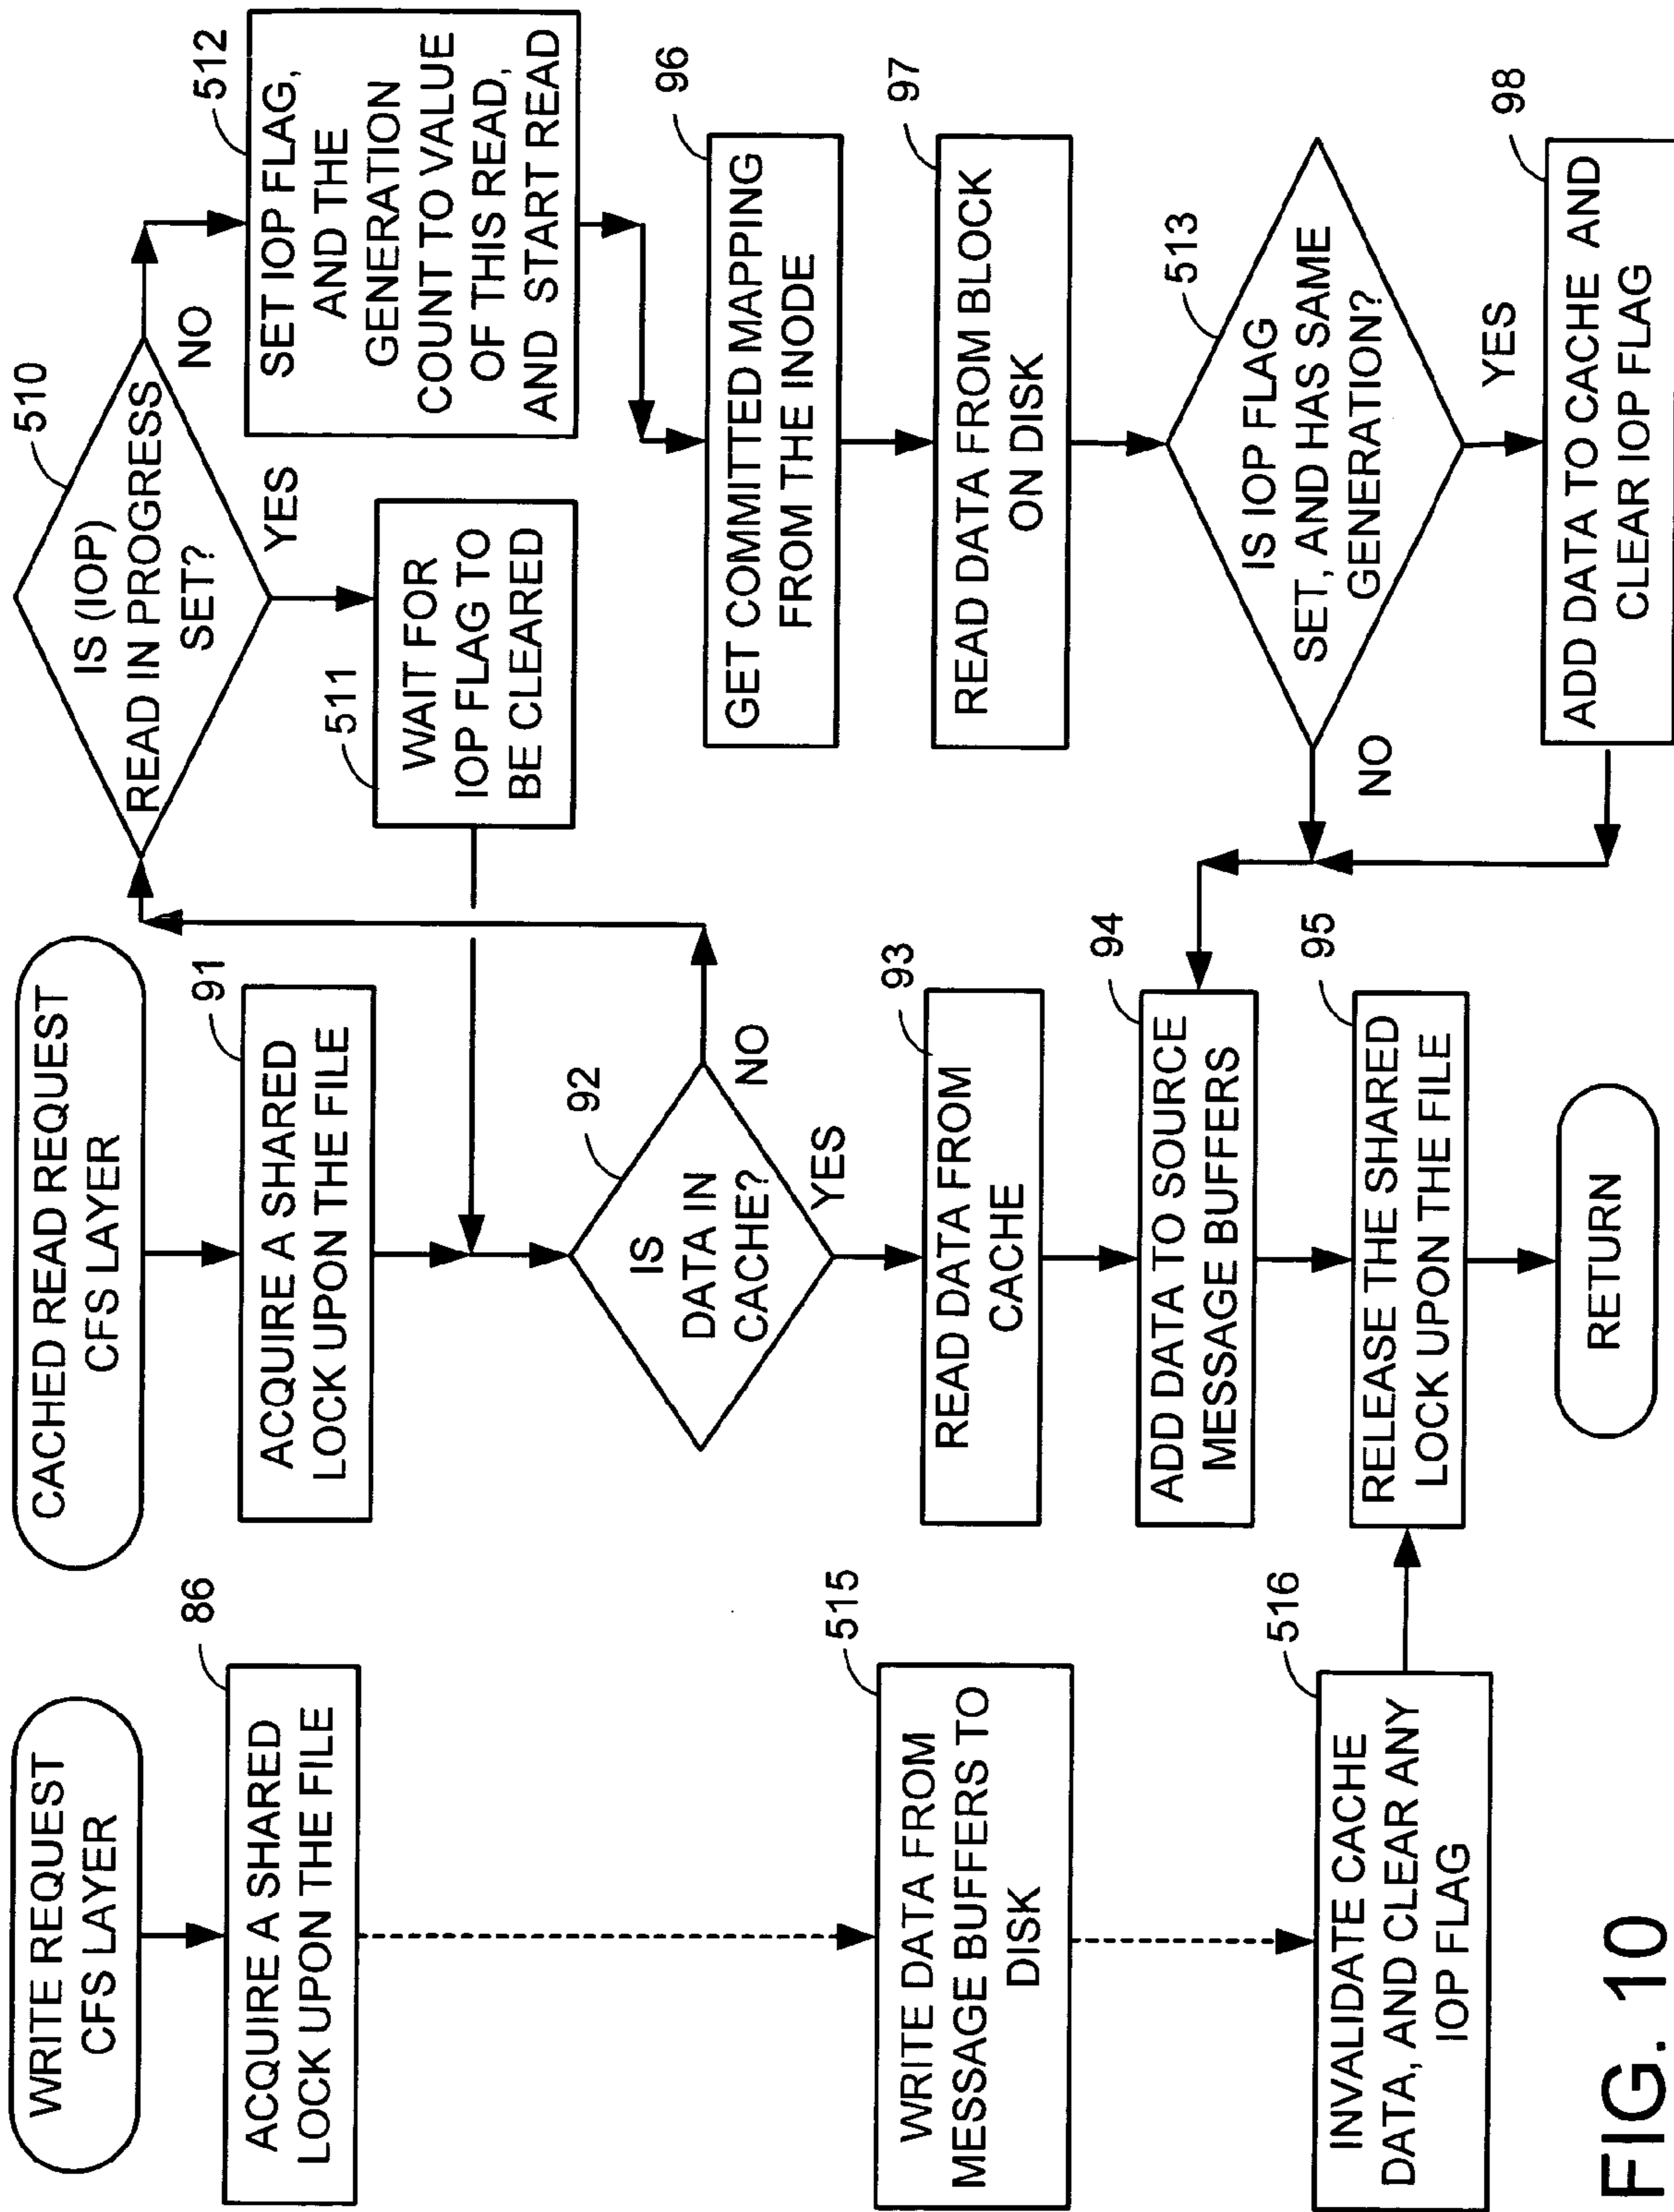 WRITE REQUEST
CFS LAYER
86
ACQUIRE A SHARED
LOCK UPON THE FILE
515
WRITE DATA FROM
MESSAGE BUFFERS TO
DISK
516
INVALIDATE CACHE
DATA, AND CLEAR ANY
IOP FLAG
CACHED READ REQUEST
CFS LAYER
91
ACQUIRE A SHARED
LOCK UPON THE FILE
92
IS
DATA IN
CACHE?
NO
YES
93
READ DATA FROM
CACHE
94
ADD DATA TO SOURCE
MESSAGE BUFFERS
95
RELEASE THE SHARED
LOCK UPON THE FILE
RETURN
510
IS (IOP)
READ IN PROGRESS
SET?
NO
YES
511
WAIT FOR
IOP FLAG TO
BE CLEARED
512
SET IOP FLAG,
AND THE
GENERATION
COUNT TO VALUE
OF THIS READ,
AND START READ
96
GET COMMITTED MAPPING
FROM THE INODE
97
READ DATA FROM BLOCK
ON DISK
513
IS IOP FLAG
SET, AND HAS SAME
GENERATION?
NO
YES
98
ADD DATA TO CACHE AND
CLEAR IOP FLAG
FIG. 10